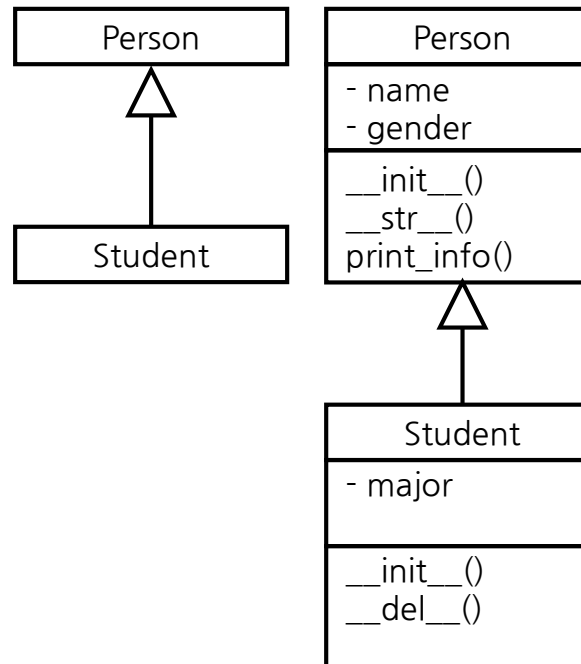 Person
Student
Person
- name
- gender
__init__()
__str__()
print_info()
Student
- major
__init__()
__del__()